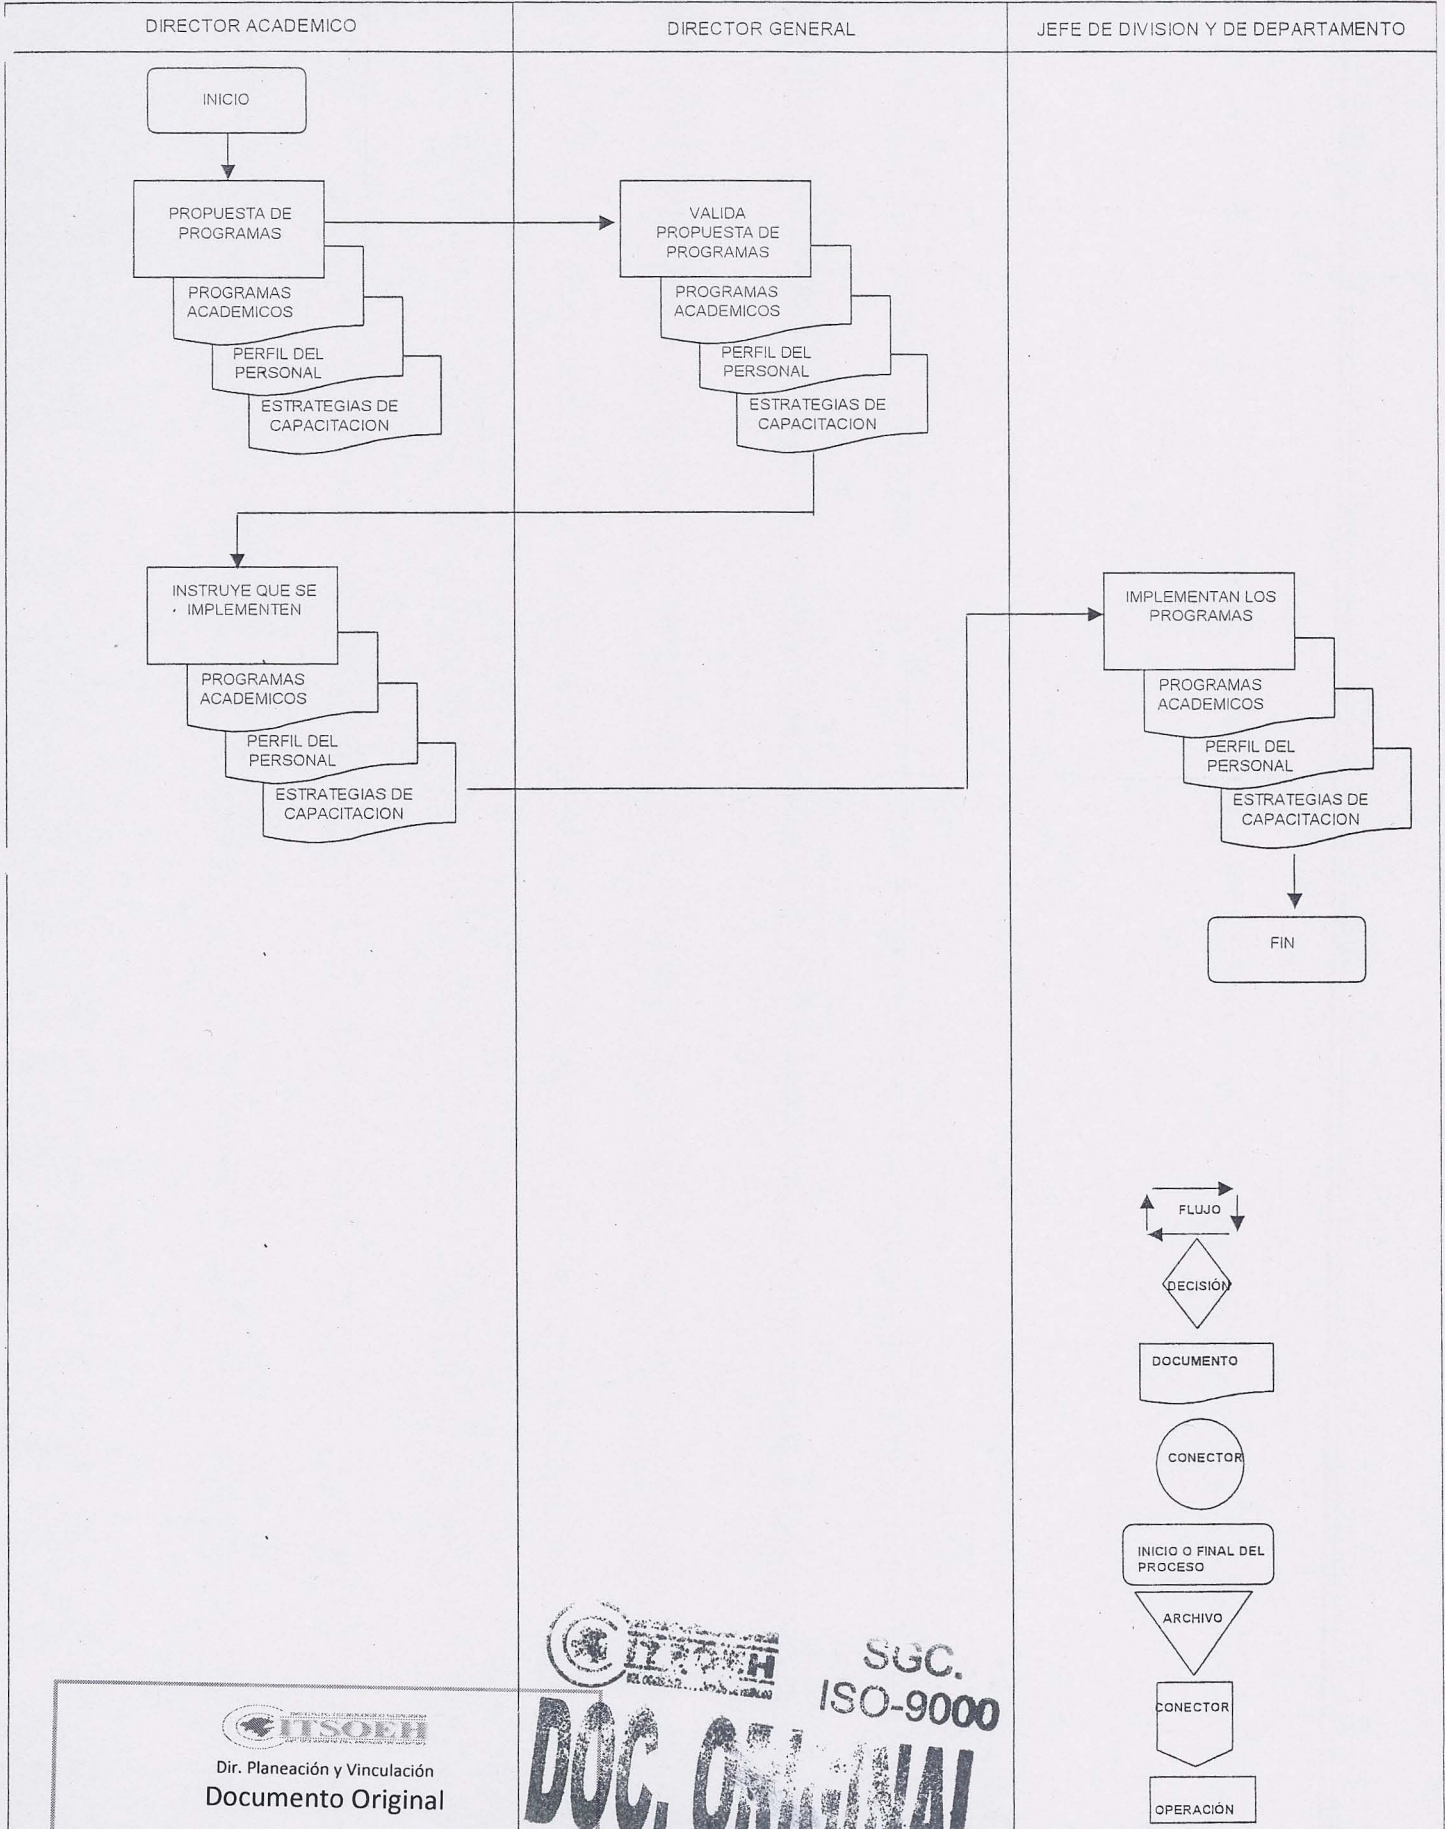 DIRECTOR ACADEMICO
DIRECTOR GENERAL
JEFE DE DIVISION Y DE DEPARTAMENTO
INICIO
PROPUESTA DE
PROGRAMAS
PROGRAMAS
ACADEMICOS
PERFIL DEL
PERSONAL
ESTRATEGIAS DE
CAPACITACION
VALIDA
PROPUESTA DE
PROGRAMAS
PROGRAMAS
ACADEMICOS
PERFIL DEL
PERSONAL
ESTRATEGIAS DE
CAPACITACION
INSTRUYE QUE SE
IMPLEMENTEN
PROGRAMAS
ACADEMICOS
PERFIL DEL
PERSONAL
ESTRATEGIAS DE
CAPACITACION
IMPLEMENTAN LOS
PROGRAMAS
PROGRAMAS
ACADEMICOS
PERFIL DEL
PERSONAL
ESTRATEGIAS DE
CAPACITACION
FIN
FLUJO
DECISIÓN
DOCUMENTO
CONECTOR
INICIO O FINAL DEL
PROCESO
ARCHIVO
CONECTOR
OPERACIÓN
ITSOEH
Dir. Planeación y Vinculación
Documento Original
ITSOEH
SGC.
ISO-9000
DOC. ORIGINAL